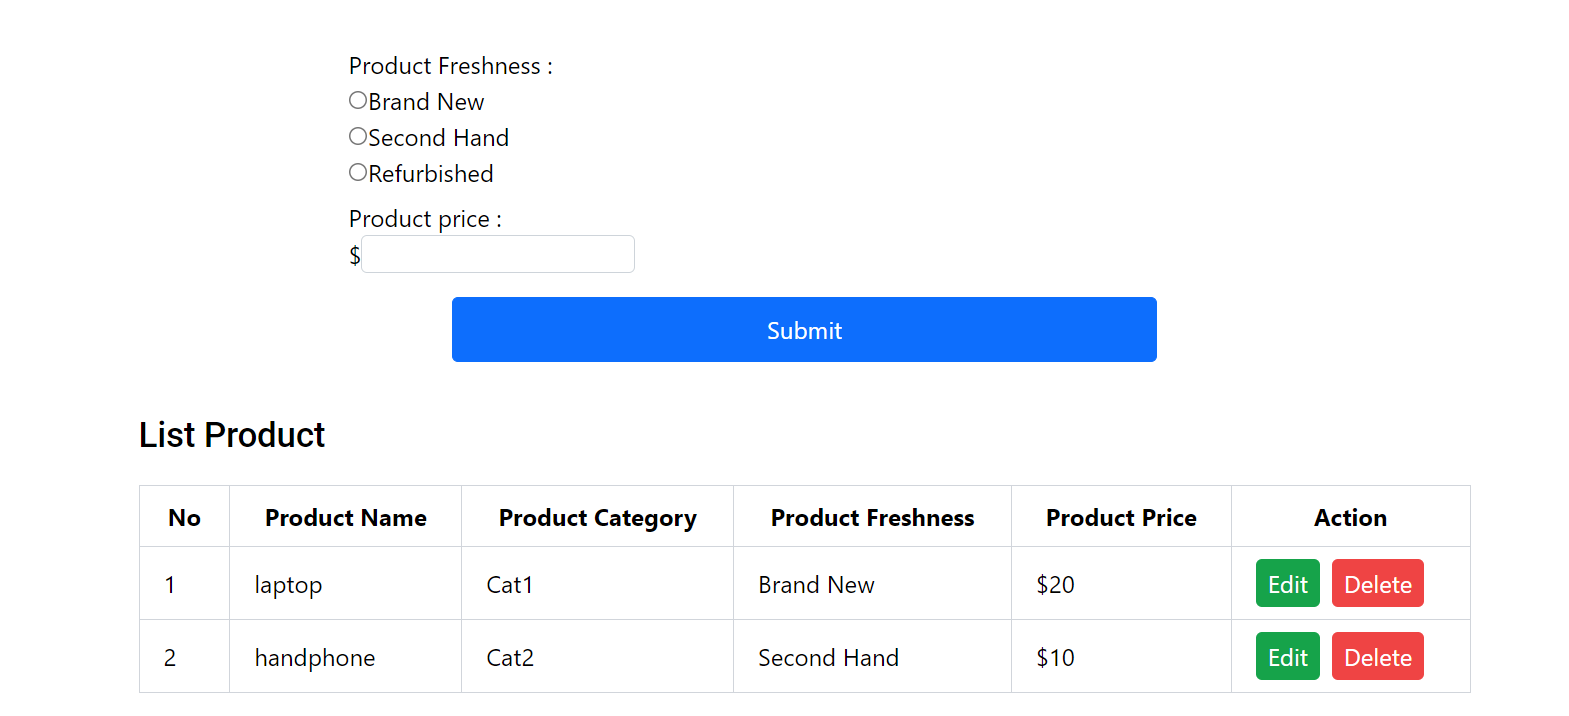 Product Freshness :
Brand New
Second Hand
Refurbished
Product price :
$
Submit
List Product
No Product Name Product Category Product Freshness Product Price Action
1 laptop Cat1 Brand New $20 Edit Delete
2 handphone Cat2 Second Hand $10 Edit Delete